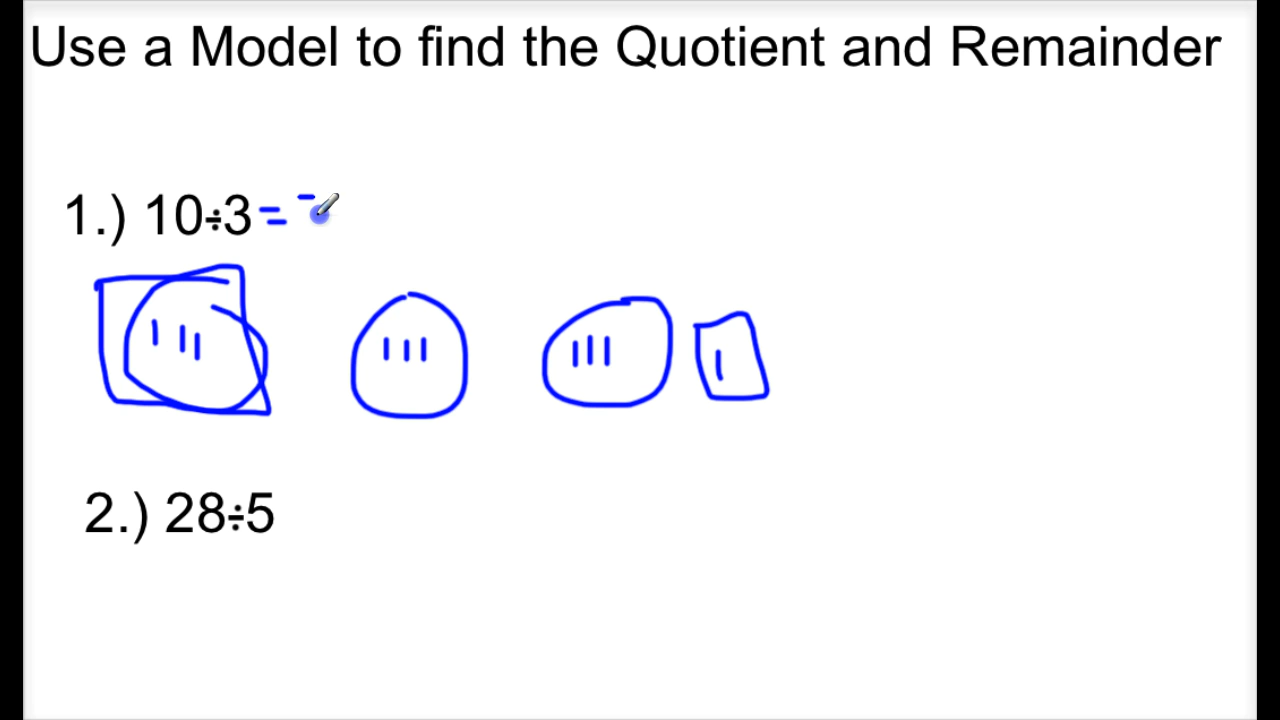 Use a Model to find the Quotient and Remainder
1.) 10÷3 =
2.) 28÷5